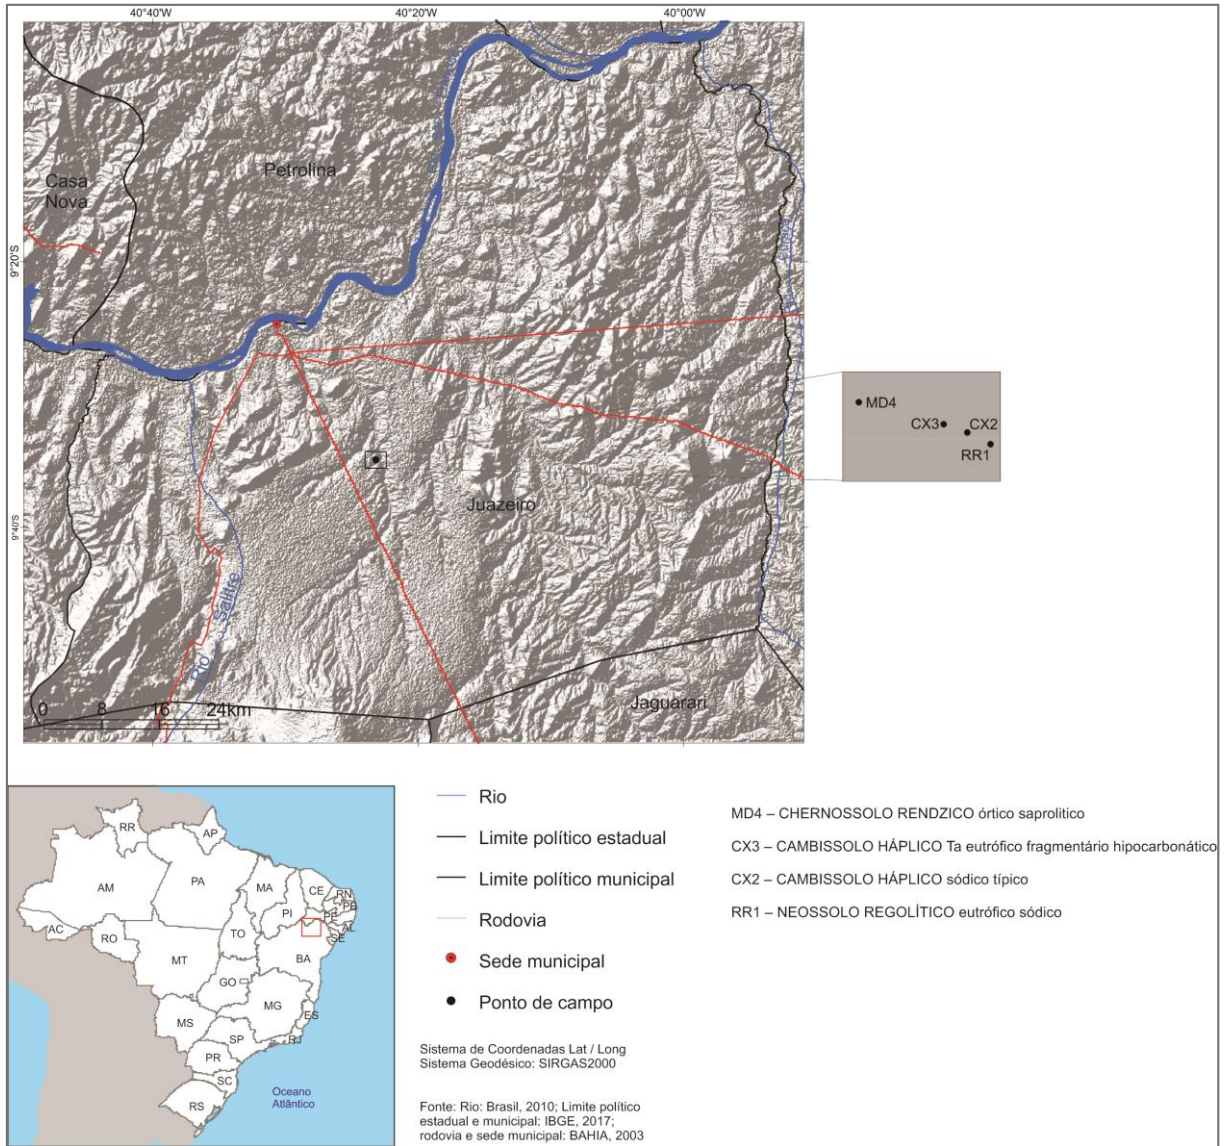 40°40'W 40°20'W 40°00'W
Petrolina
Casa
Nova
9°20'S
MD4
CX3 CX2
RR1
Juazeiro
9°40'S
Rio Salitre
Jaguarari
0 8 16 24km
RR AP
AM PA MA CE RN
PB
PI PE
AC AL
RO TO SE
MT BA
GO
MG
ES
MS
SP RJ
PR
SC
RS
Oceano
Atlântico
Rio
Limite político estadual
Limite político municipal
Rodovia
Sede municipal
Ponto de campo
Sistema de Coordenadas Lat / Long
Sistema Geodésico: SIRGAS2000
Fonte: Rio: Brasil, 2010; Limite político
estadual e municipal: IBGE, 2017;
rodovia e sede municipal: BAHIA, 2003
MD4 – CHERNOSSOLO RENDZICO órtico saprolitico
CX3 – CAMBISSOLO HÁPLICO Ta eutrófico fragmentário hipocarbonático
CX2 – CAMBISSOLO HÁPLICO sódico típico
RR1 – NEOSSOLO REGOLÍTICO eutrófico sódico